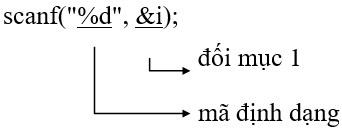 scanf("%d", &i);
đối mục 1
mã định dạng